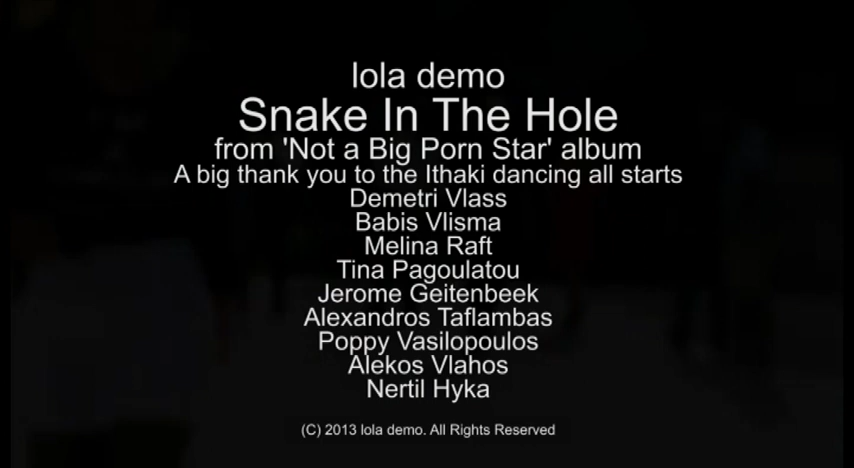 lola demo
Snake In The Hole
from 'Not a Big Porn Star' album
A big thank you to the Ithaki dancing all starts
Demetri Vlass
Babis Vlisma
Melina Raft
Tina Pagoulatou
Jerome Geitenbeek
Alexandros Taflambas
Poppy Vasilopoulos
Alekos Vlahos
Nertil Hyka
(C) 2013 lola demo. All Rights Reserved